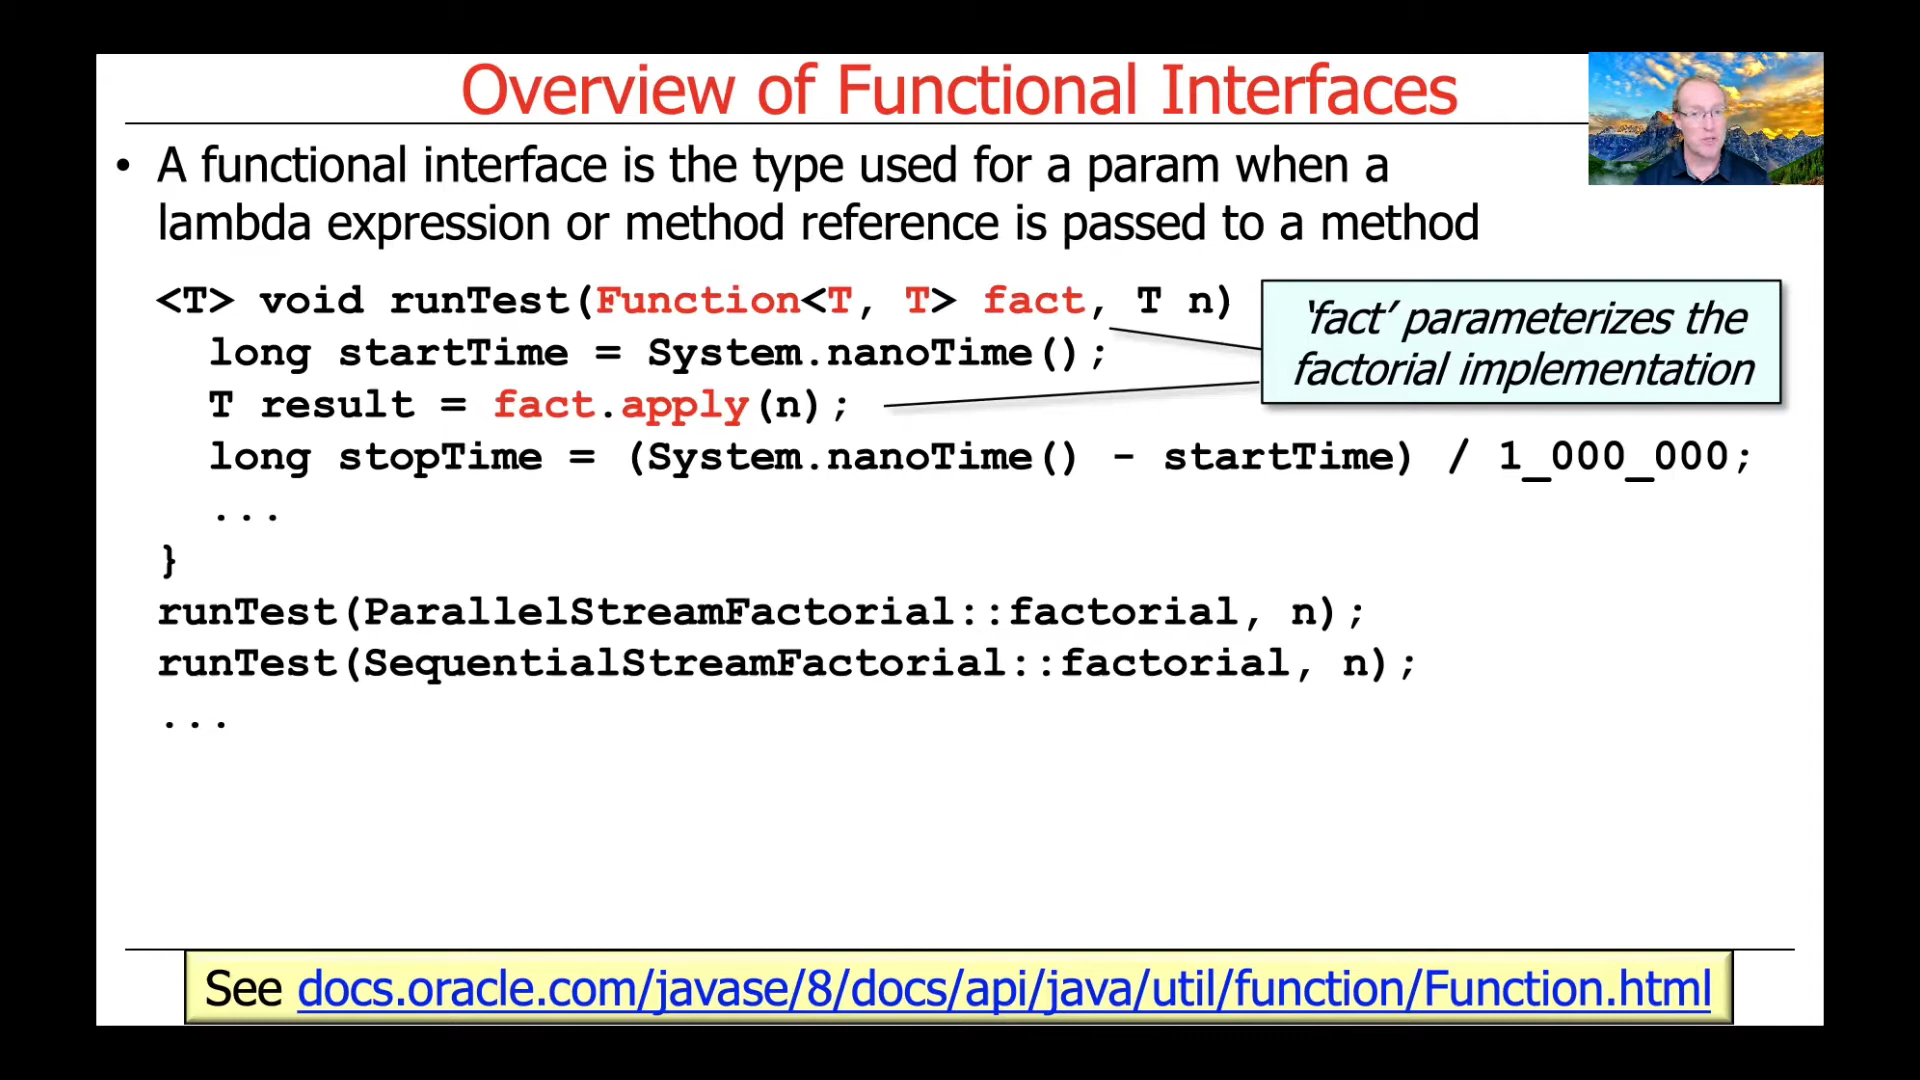 Overview of Functional Interfaces
• A functional interface is the type used for a param when a
lambda expression or method reference is passed to a method
<T> void runTest(Function<T, T> fact, T n)
‘fact’ parameterizes the
factorial implementation
long startTime = System.nanoTime();
T result = fact.apply(n);
long stopTime = (System.nanoTime() - startTime) / 1_000_000;
...
}
runTest(ParallelStreamFactorial::factorial, n);
runTest(SequentialStreamFactorial::factorial, n);
...
See docs.oracle.com/javase/8/docs/api/java/util/function/Function.html